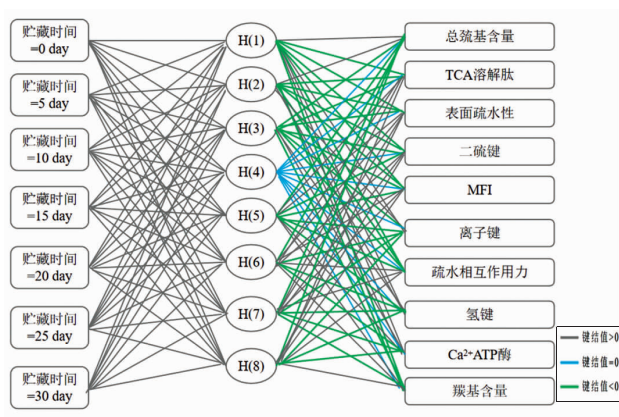 贮藏时间
=0 day
贮藏时间
=5 day
贮藏时间
=10 day
贮藏时间
=15 day
贮藏时间
=20 day
贮藏时间
=25 day
贮藏时间
=30 day
H(1)
H(2)
H(3)
H(4)
H(5)
H(6)
H(7)
H(8)
总巯基含量
TCA溶解肽
表面疏水性
二硫键
MFI
离子键
疏水相互作用力
氢键
Ca²⁺ATP酶
羰基含量
键结值>0
键结值=0
键结值<0